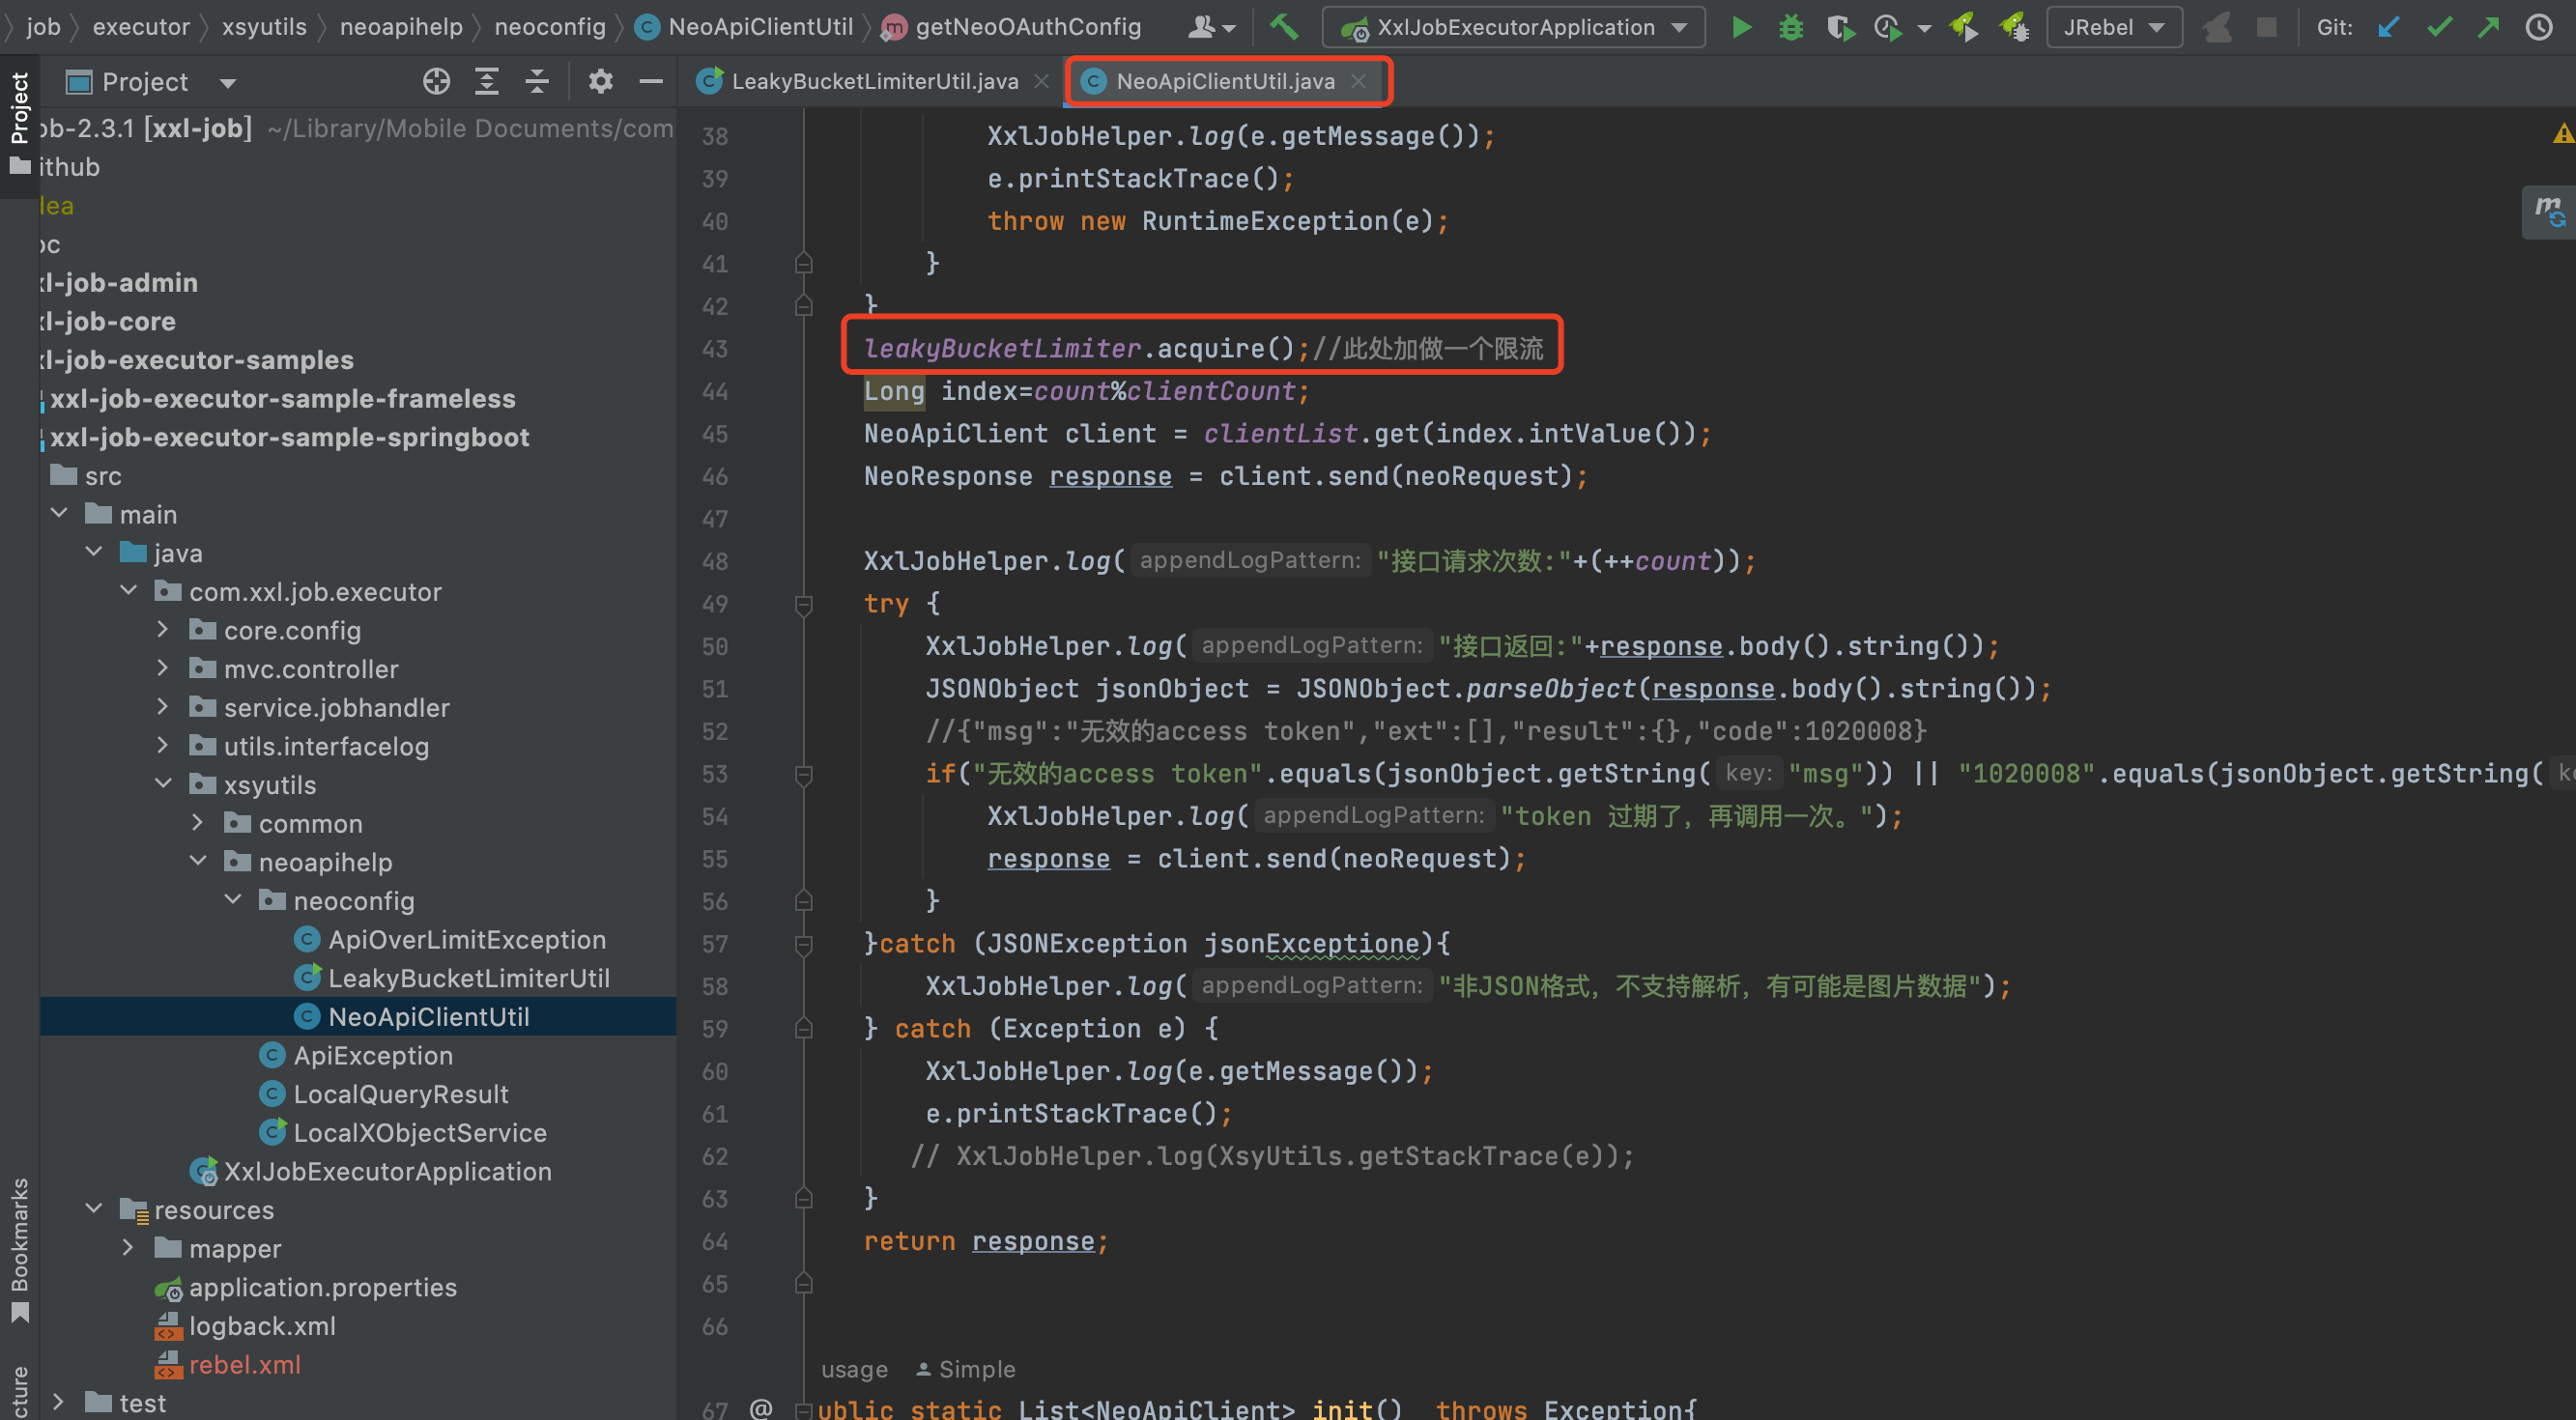 job executor xsyutils neoapihelp neoconfig NeoApiClientUtil getNeoOAuthConfig XxlJobExecutorApplication JRebel Git:
Project
Project
Bookmarks
cture
ob-2.3.1 [xxl-job] ~/Library/Mobile Documents/com
ithub
dea
oc
xl-job-admin
xl-job-core
xl-job-executor-samples
xxl-job-executor-sample-frameless
xxl-job-executor-sample-springboot
src
main
java
com.xxl.job.executor
core.config
mvc.controller
service.jobhandler
utils.interfacelog
xsyutils
common
neoapihelp
neoconfig
ApiOverLimitException
LeakyBucketLimiterUtil
NeoApiClientUtil
ApiException
LocalQueryResult
LocalXObjectService
XxlJobExecutorApplication
resources
mapper
application.properties
logback.xml
rebel.xml
test
LeakyBucketLimiterUtil.java NeoApiClientUtil.java
38 XxlJobHelper.log(e.getMessage());
39 e.printStackTrace();
40 throw new RuntimeException(e);
41 }
42 }
43 leakyBucketLimiter.acquire();//此处加做一个限流
44 Long index=count%clientCount;
45 NeoApiClient client = clientList.get(index.intValue());
46 NeoResponse response = client.send(neoRequest);
47
48 XxlJobHelper.log( appendLogPattern: "接口请求次数:"+(++count));
49 try {
50 XxlJobHelper.log( appendLogPattern: "接口返回:"+response.body().string());
51 JSONObject jsonObject = JSONObject.parseObject(response.body().string());
52 //{"msg":"无效的access token","ext":[],"result":{},"code":1020008}
53 if("无效的access token".equals(jsonObject.getString( key: "msg")) || "1020008".equals(jsonObject.getString( ke
54 XxlJobHelper.log( appendLogPattern: "token 过期了，再调用一次。");
55 response = client.send(neoRequest);
56 }
57 }catch (JSONException jsonExceptione){
58 XxlJobHelper.log( appendLogPattern: "非JSON格式，不支持解析，有可能是图片数据");
59 } catch (Exception e) {
60 XxlJobHelper.log(e.getMessage());
61 e.printStackTrace();
62 // XxlJobHelper.log(XsyUtils.getStackTrace(e));
63 }
64 return response;
65
66
usage Simple
67 @ ublic static List<NeoApiClient> init() throws Exception{